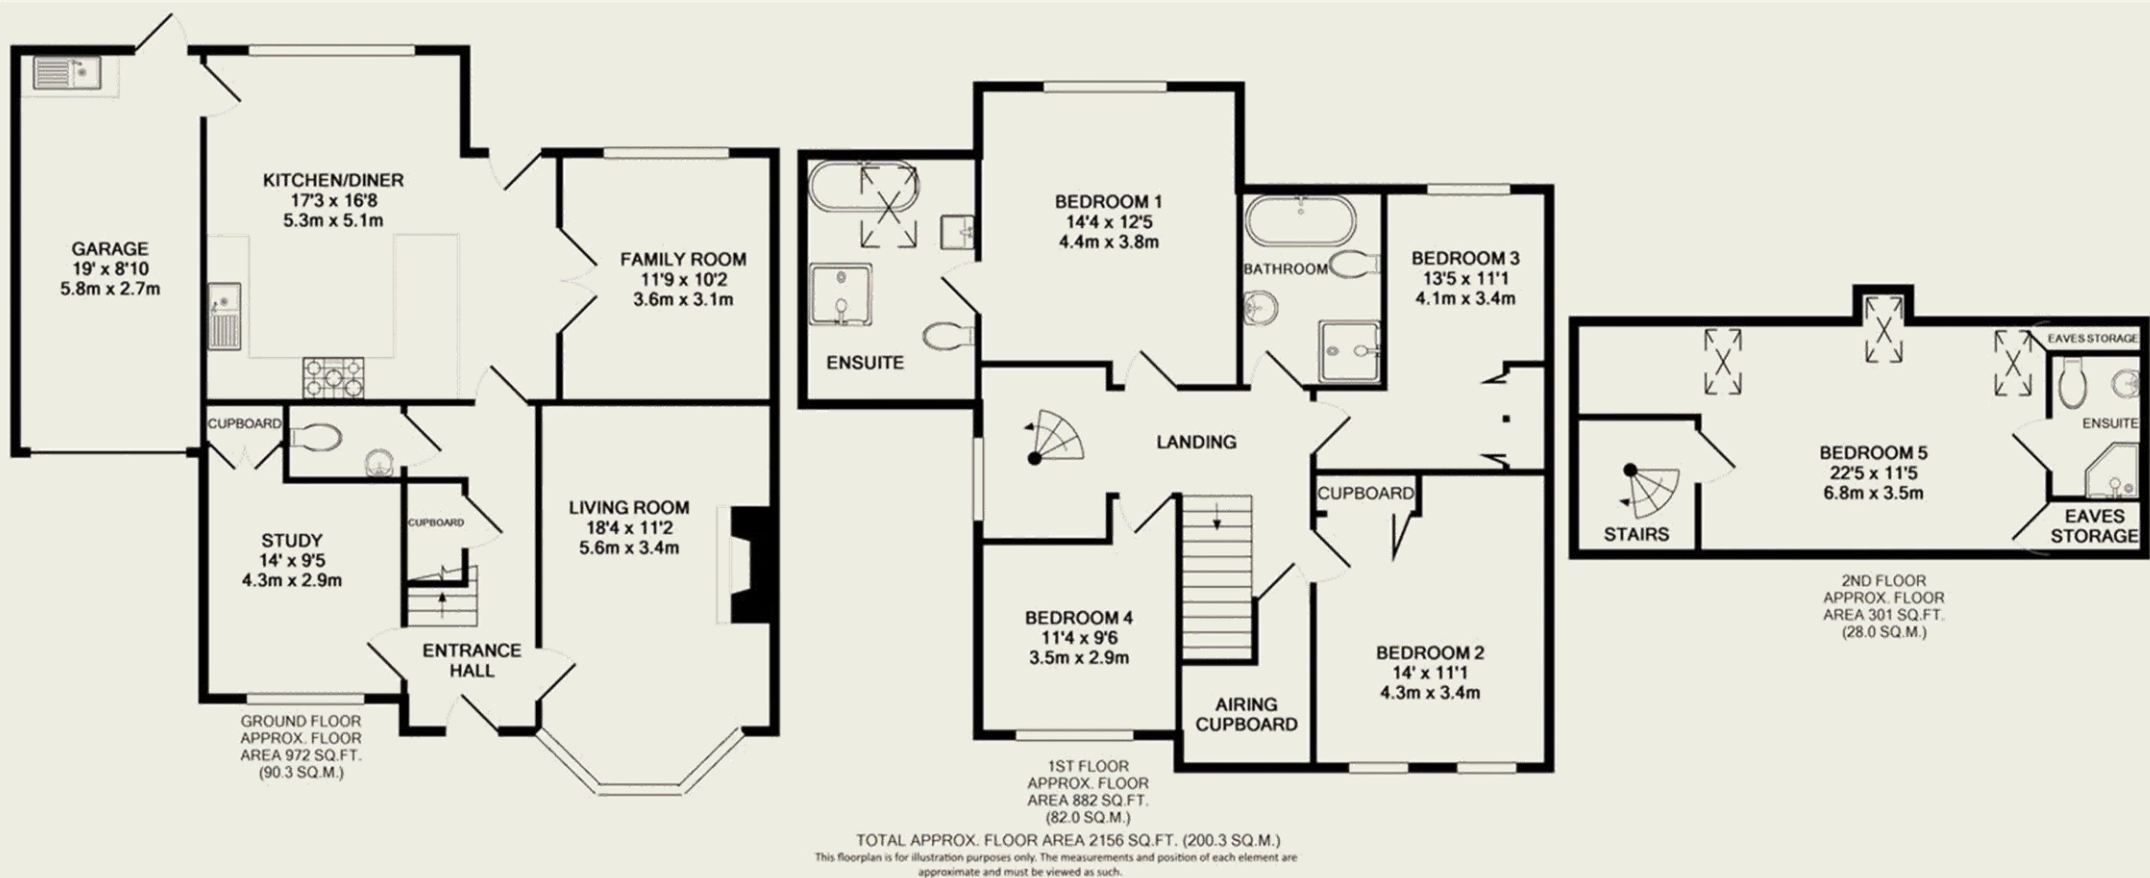 KITCHEN/DINER
17'3 x 16'8
5.3m x 5.1m
GARAGE
19' x 8'10
5.8m x 2.7m
FAMILY ROOM
11'9 x 10'2
3.6m x 3.1m
CUPBOARD
CUPBOARD
STUDY
14' x 9'5
4.3m x 2.9m
LIVING ROOM
18'4 x 11'2
5.6m x 3.4m
ENTRANCE
HALL
GROUND FLOOR
APPROX. FLOOR
AREA 972 SQ.FT.
(90.3 SQ.M.)
BEDROOM 1
14'4 x 12'5
4.4m x 3.8m
ENSUITE
BATHROOM
BEDROOM 3
13'5 x 11'1
4.1m x 3.4m
LANDING
CUPBOARD
BEDROOM 4
11'4 x 9'6
3.5m x 2.9m
BEDROOM 2
14' x 11'1
4.3m x 3.4m
AIRING
CUPBOARD
1ST FLOOR
APPROX. FLOOR
AREA 882 SQ.FT.
(82.0 SQ.M.)
EAVES STORAGE
ENSUITE
BEDROOM 5
22'5 x 11'5
6.8m x 3.5m
STAIRS
EAVES
STORAGE
2ND FLOOR
APPROX. FLOOR
AREA 301 SQ.FT.
(28.0 SQ.M.)
TOTAL APPROX. FLOOR AREA 2156 SQ.FT. (200.3 SQ.M.)
This floorplan is for illustration purposes only. The measurements and position of each element are
approximate and must be viewed as such.